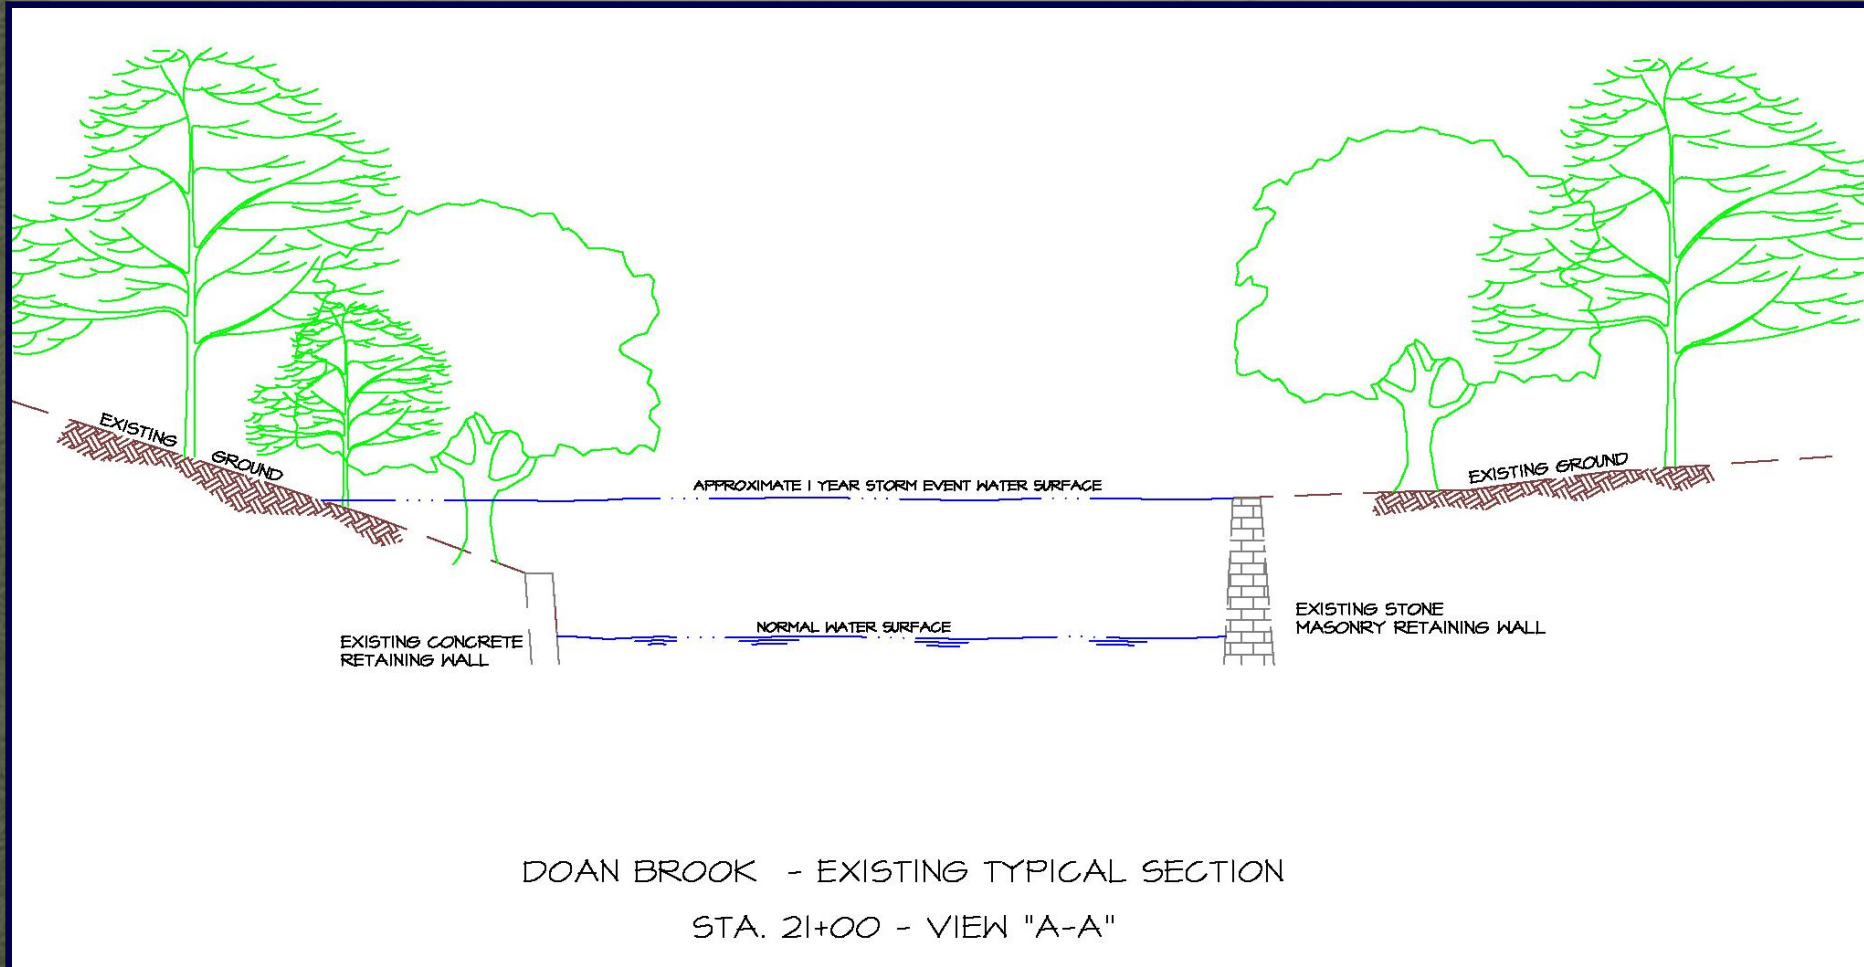 EXISTING GROUND
EXISTING GROUND
APPROXIMATE 1 YEAR STORM EVENT WATER SURFACE
NORMAL WATER SURFACE
EXISTING CONCRETE
RETAINING WALL
EXISTING STONE
MASONRY RETAINING WALL
DOAN BROOK - EXISTING TYPICAL SECTION
STA. 21+00 - VIEW "A-A"